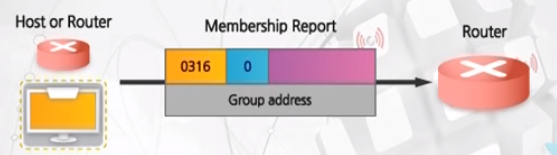 Host or Router
Membership Report
Router
0316
0
Group address